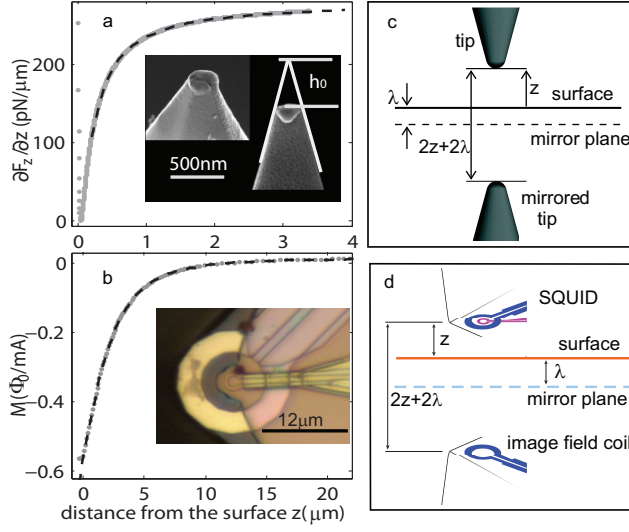 a
∂F_z/∂z (pN/μm)
200
100
0
h₀
500nm
0 1 2 3 4
b
M (Φ₀/mA)
0
−0.2
−0.4
−0.6
12μm
0 5 10 15 20
distance from the surface z(μm)
c
tip
z
λ
surface
mirror plane
2z+2λ
mirrored
tip
d
SQUID
z
surface
λ
mirror plane
2z+2λ
image field coil